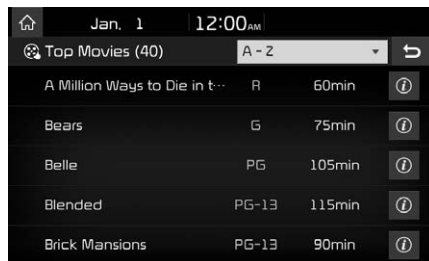 Jan. 1 12:00AM
Top Movies (40) A - Z
A Million Ways to Die in t··· R 60min
Bears G 75min
Belle PG 105min
Blended PG-13 115min
Brick Mansions PG-13 90min